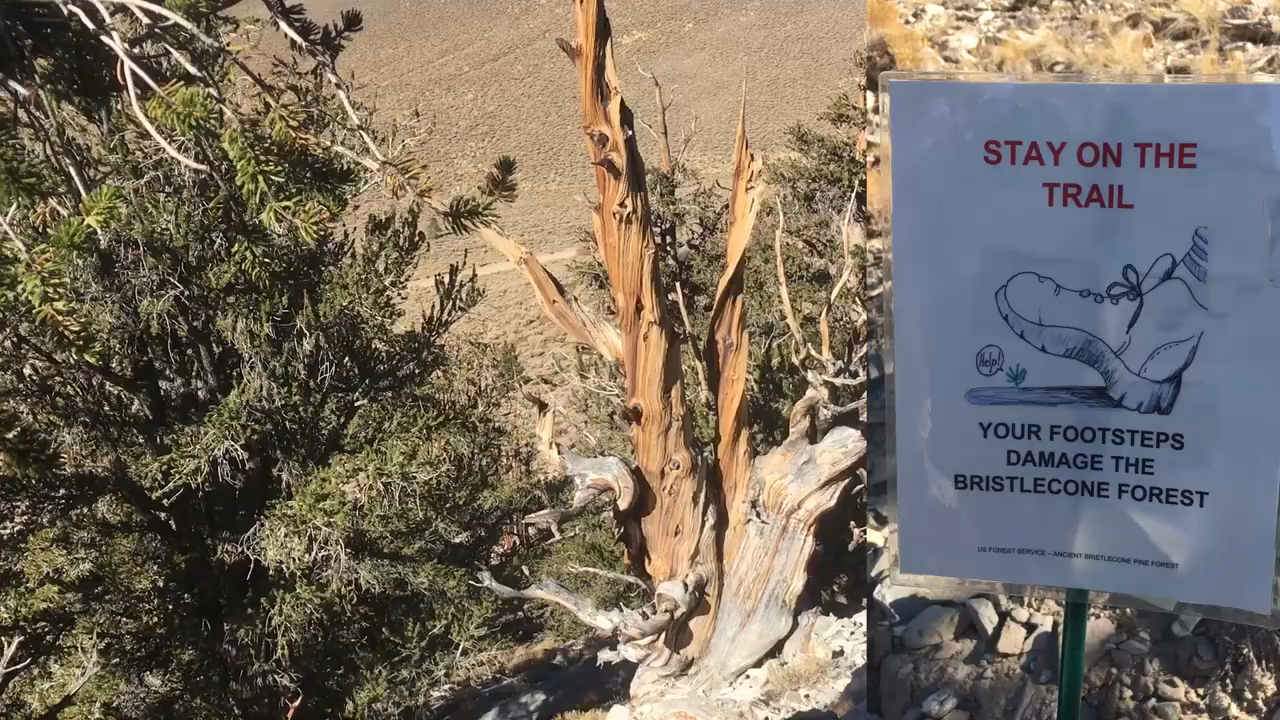 STAY ON THE
TRAIL
Help!
YOUR FOOTSTEPS
DAMAGE THE
BRISTLECONE FOREST
US FOREST SERVICE – ANCIENT BRISTLECONE PINE FOREST